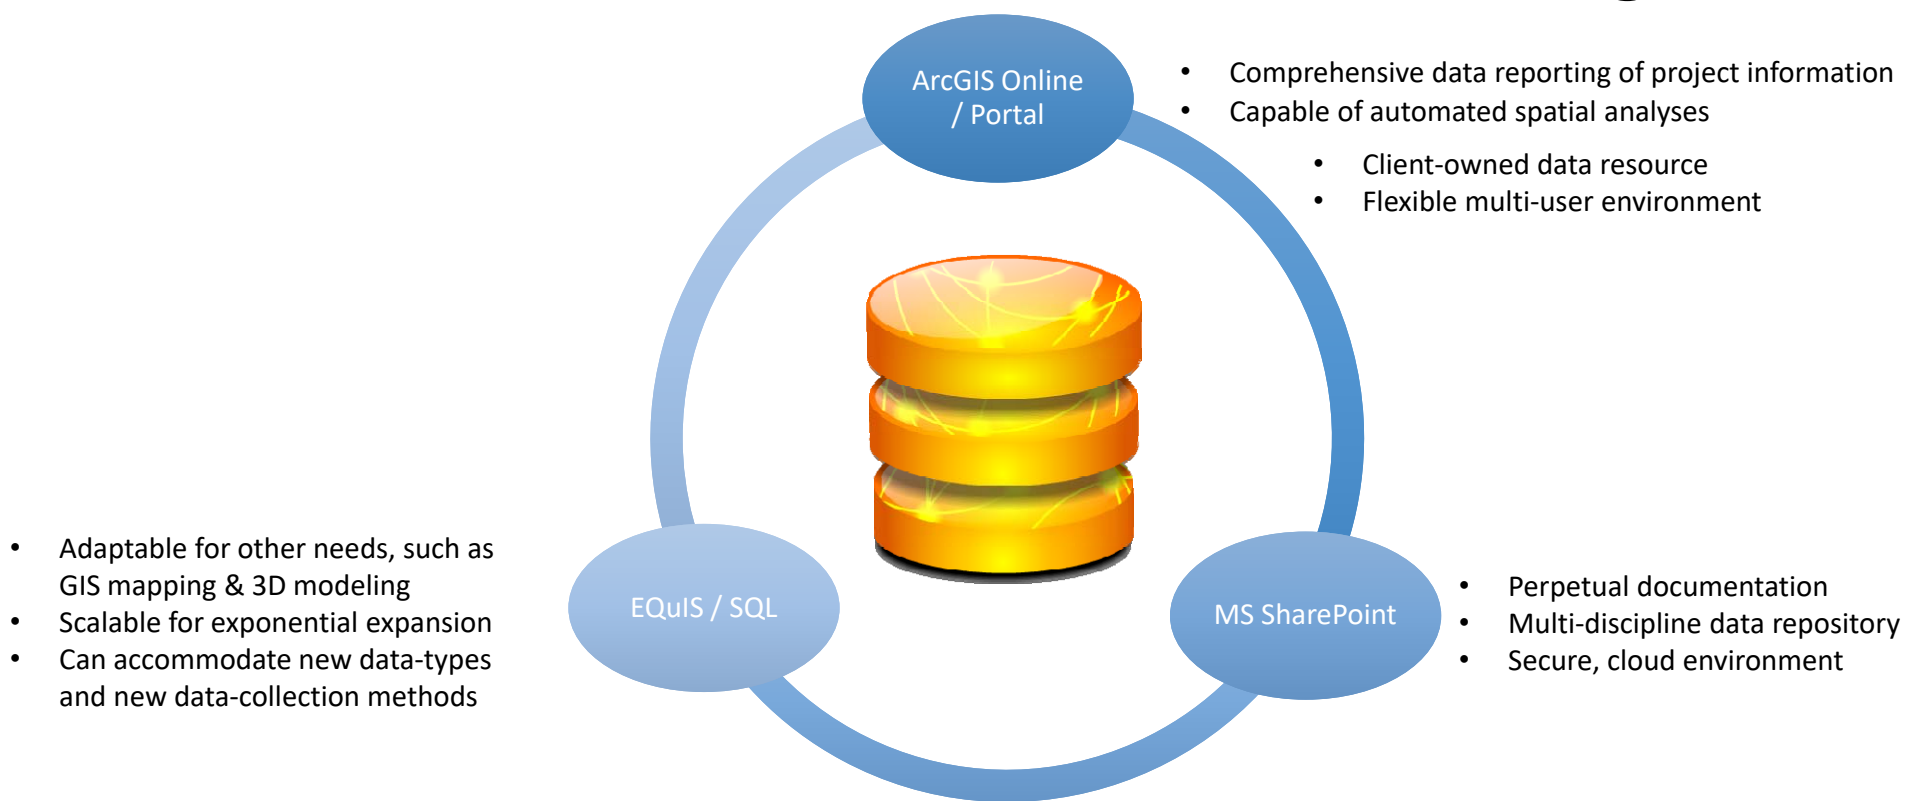 ArcGIS Online
/ Portal
• Comprehensive data reporting of project information
• Capable of automated spatial analyses
• Client-owned data resource
• Flexible multi-user environment
• Adaptable for other needs, such as
GIS mapping & 3D modeling
• Scalable for exponential expansion
• Can accommodate new data-types
and new data-collection methods
EQuIS / SQL
MS SharePoint
• Perpetual documentation
• Multi-discipline data repository
• Secure, cloud environment